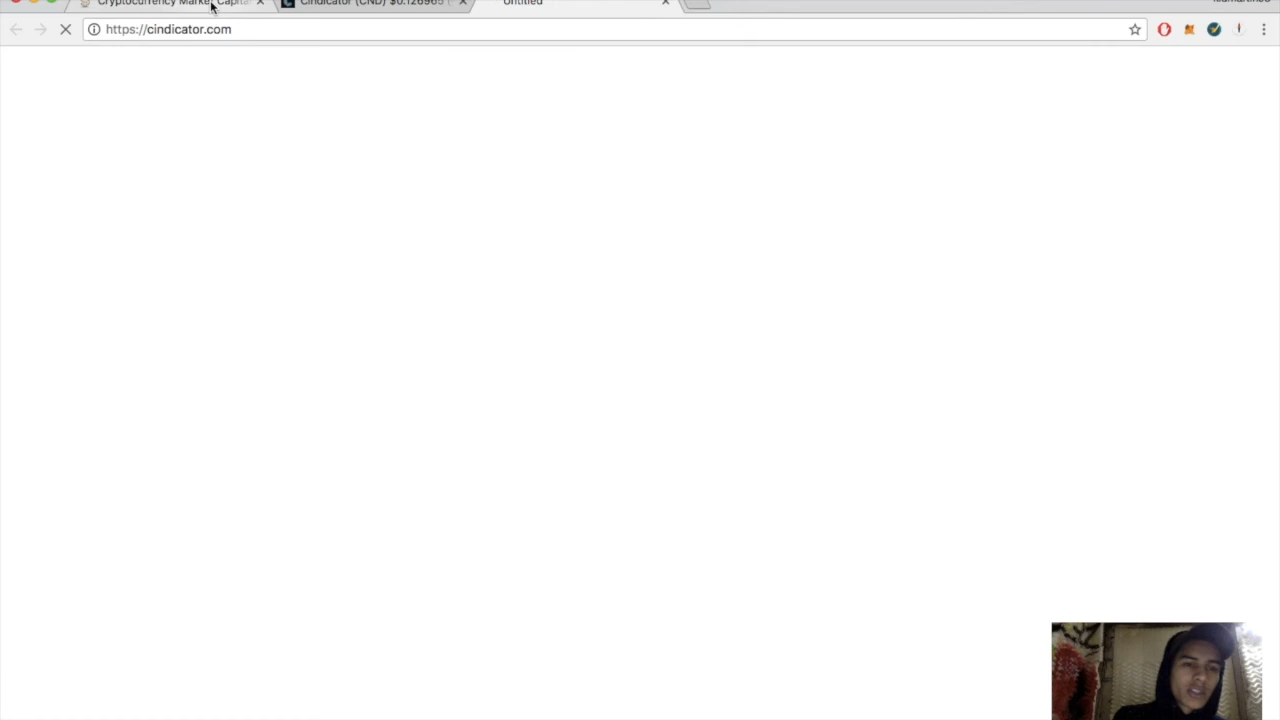 Cryptocurrency Market Capital
Cindicator (CND) $0.126965
Untitled
https://cindicator.com